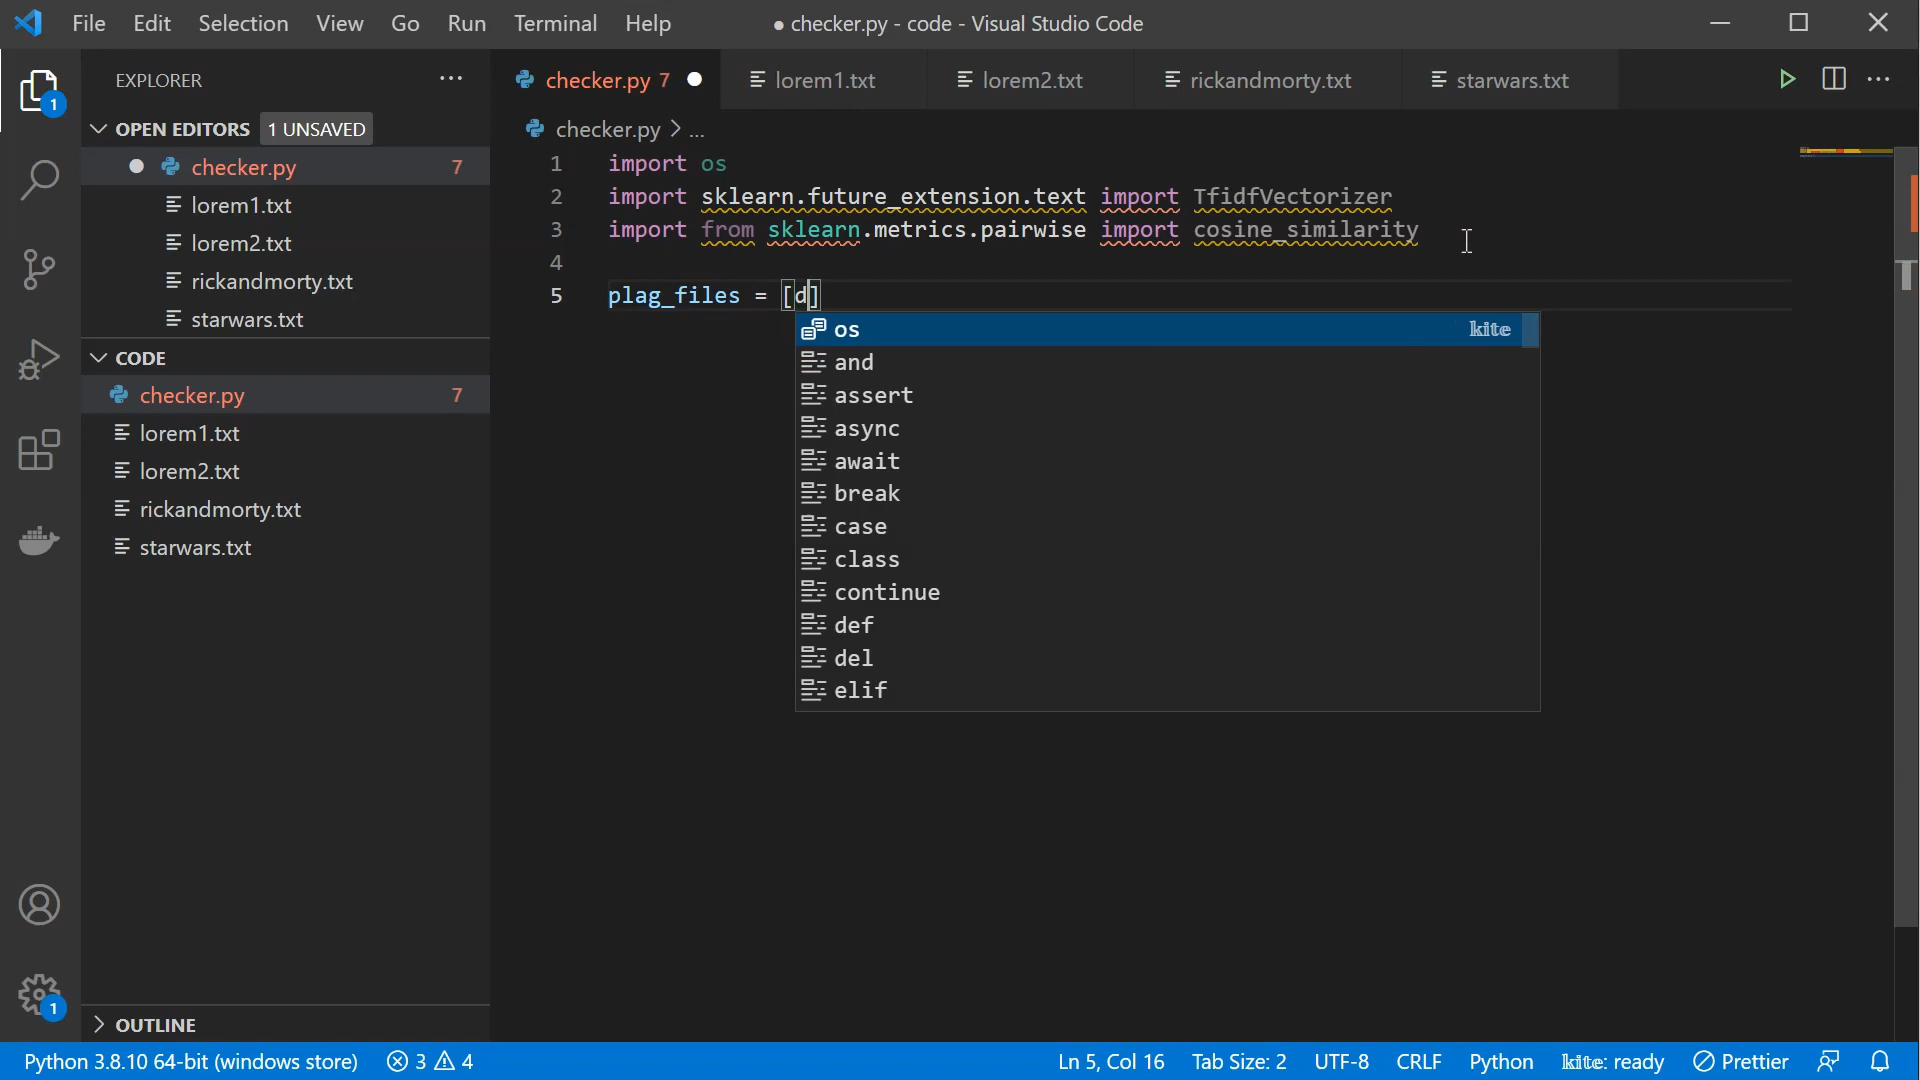 File Edit Selection View Go Run Terminal Help ● checker.py - code - Visual Studio Code
EXPLORER ...
checker.py 7 ● lorem1.txt lorem2.txt rickandmorty.txt starwars.txt
1
OPEN EDITORS 1 UNSAVED
checker.py > ...
● checker.py 7
lorem1.txt
lorem2.txt
rickandmorty.txt
starwars.txt
CODE
checker.py 7
lorem1.txt
lorem2.txt
rickandmorty.txt
starwars.txt
OUTLINE
1
1 import os
2 import sklearn.future_extension.text import TfidfVectorizer
3 import from sklearn.metrics.pairwise import cosine_similarity
4
5 plag_files = [d]
os kite
and
assert
async
await
break
case
class
continue
def
del
elif
Python 3.8.10 64-bit (windows store) 3 4 Ln 5, Col 16 Tab Size: 2 UTF-8 CRLF Python kite: ready Prettier